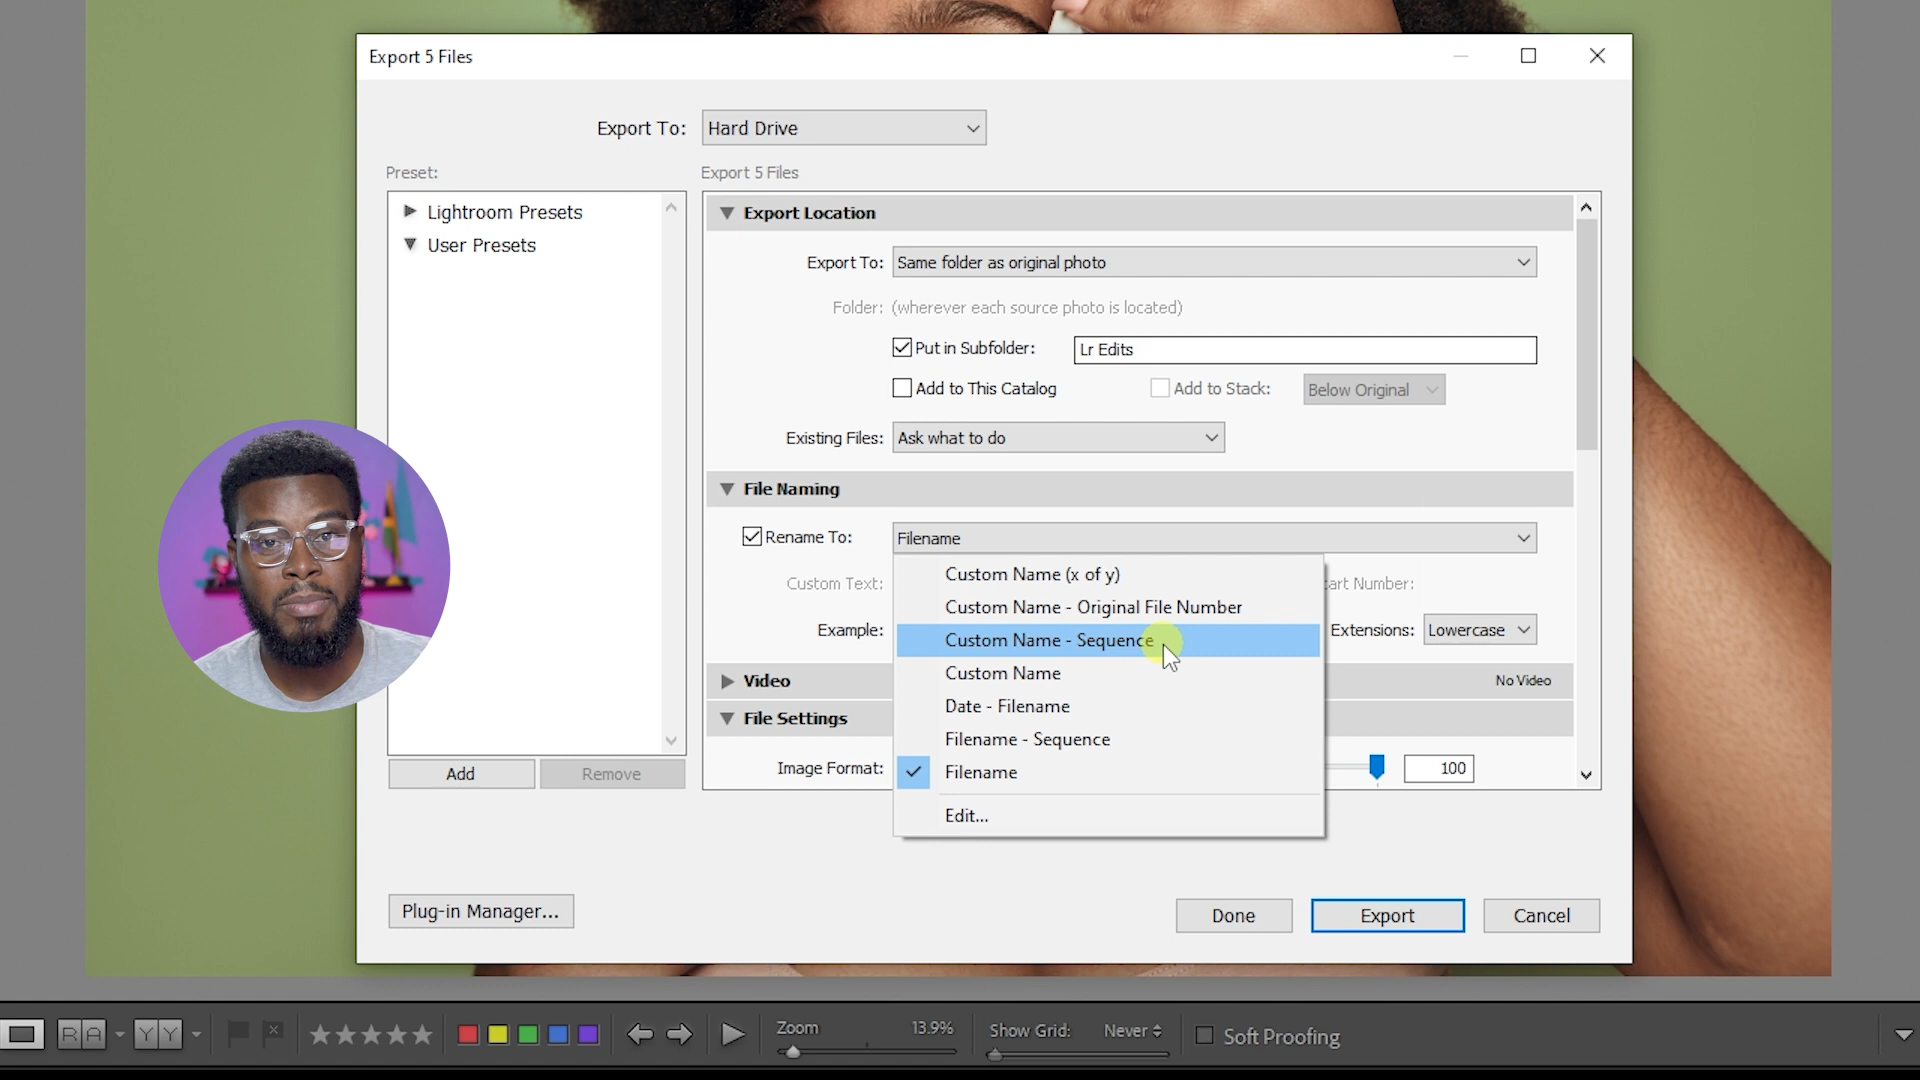 Export 5 Files
Export To: Hard Drive
Preset:
Export 5 Files
Lightroom Presets
User Presets
Export Location
Export To: Same folder as original photo
Folder: (wherever each source photo is located)
Put in Subfolder: Lr Edits
Add to This Catalog Add to Stack: Below Original
Existing Files: Ask what to do
File Naming
Rename To: Filename
Custom Text: art Number:
Custom Name (x of y)
Custom Name - Original File Number
Example: Extensions: Lowercase
Custom Name - Sequence
Custom Name
Video No Video
Date - Filename
File Settings
Filename - Sequence
Image Format: 100
Filename
Edit...
Add Remove
Plug-in Manager...
Done Export Cancel
R A Y Y Zoom 13.9% Show Grid: Never Soft Proofing